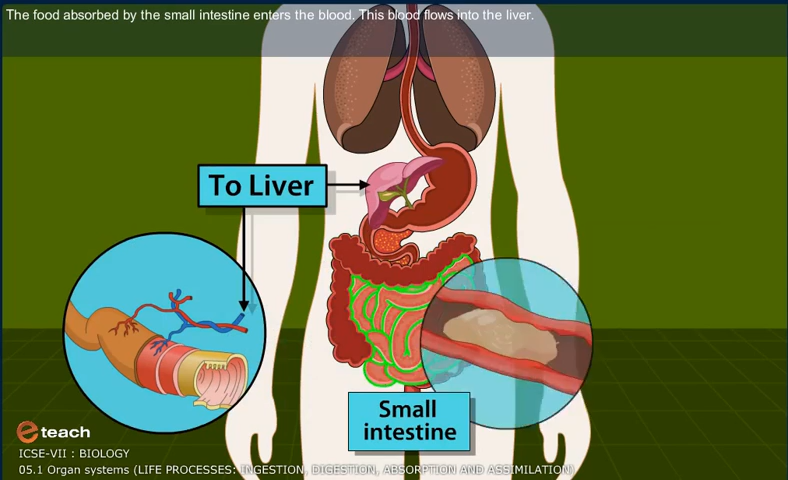 The food absorbed by the small intestine enters the blood. This blood flows into the liver.
To Liver
Small
intestine
e teach
ICSE-VII : BIOLOGY
05.1 Organ systems (LIFE PROCESSES: INGESTION, DIGESTION, ABSORPTION AND ASSIMILATION)